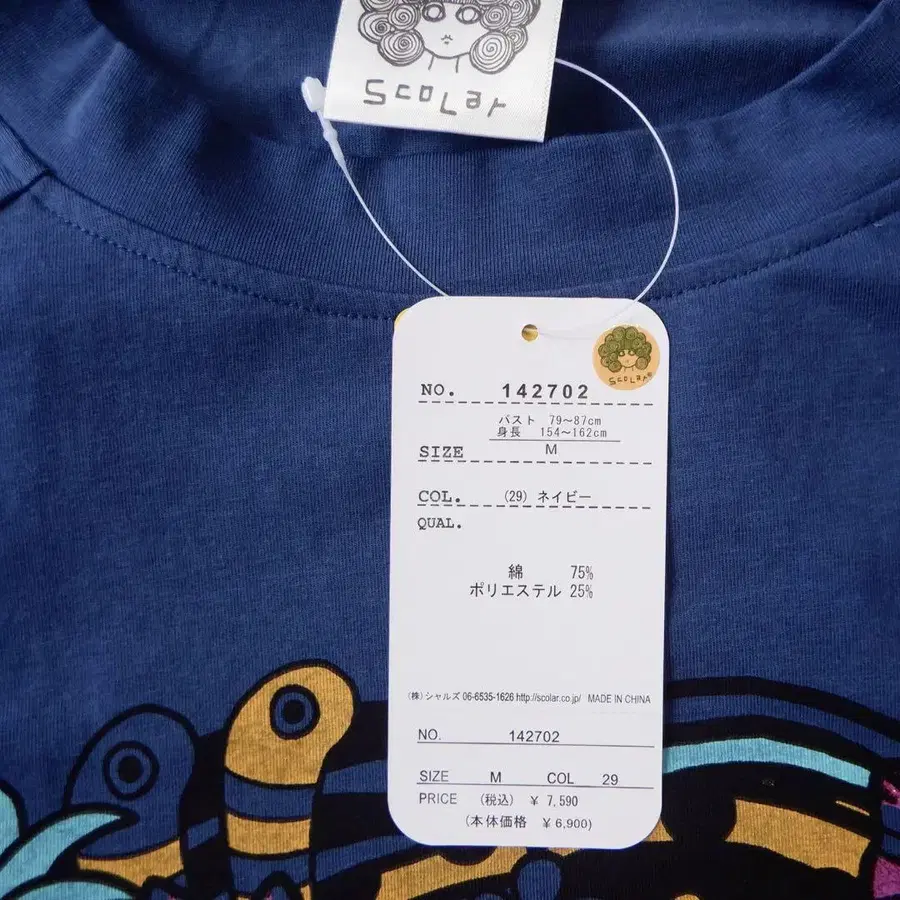 ScoLar
ScoLar
NO. 142702
バスト 79～87cm
身長 154～162cm
SIZE M
COL. (29) ネイビー
QUAL.
綿 75%
ポリエステル 25%
(株)シャルズ 06-6535-1626 http://scolar.co.jp/ MADE IN CHINA
NO. 142702
SIZE M COL 29
PRICE (税込) ¥ 7,590
(本体価格 ¥6,900)